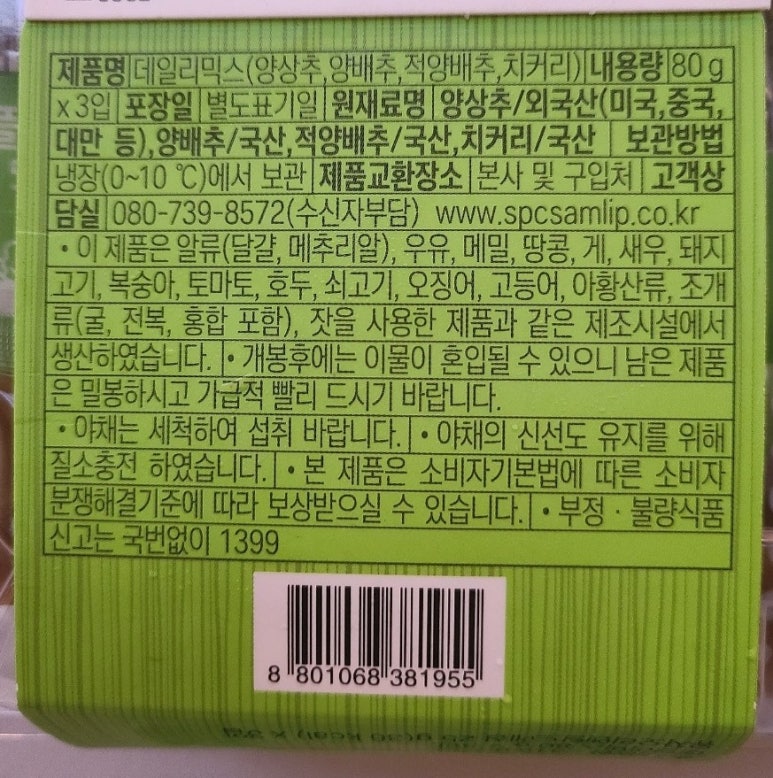 제품명 데일리믹스(양상추,양배추,적양배추,치커리) 내용량 80 g
x 3입 포장일 별도표기일 원재료명 양상추/외국산(미국,중국,
대만 등),양배추/국산,적양배추/국산,치커리/국산 보관방법
냉장(0~10 ℃)에서 보관 제품교환장소 본사 및 구입처 고객상
담실 080-739-8572(수신자부담) www.spcsamlip.co.kr
• 이 제품은 알류(달걀, 메추리알), 우유, 메밀, 땅콩, 게, 새우, 돼지
고기, 복숭아, 토마토, 호두, 쇠고기, 오징어, 고등어, 아황산류, 조개
류(굴, 전복, 홍합 포함), 잣을 사용한 제품과 같은 제조시설에서
생산하였습니다. • 개봉후에는 이물이 혼입될 수 있으니 남은 제품
은 밀봉하시고 가급적 빨리 드시기 바랍니다.
• 야채는 세척하여 섭취 바랍니다. • 야채의 신선도 유지를 위해
질소충전 하였습니다. • 본 제품은 소비자기본법에 따른 소비자
분쟁해결기준에 따라 보상받으실 수 있습니다. • 부정 · 불량식품
신고는 국번없이 1399
8 801068 381955